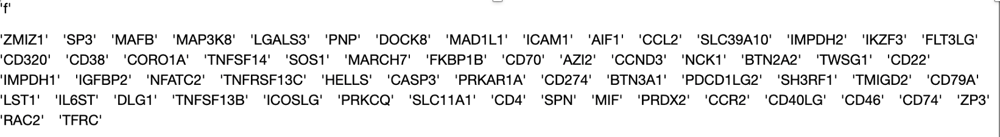 'f'
'ZMIZ1' 'SP3' 'MAFB' 'MAP3K8' 'LGALS3' 'PNP' 'DOCK8' 'MAD1L1' 'ICAM1' 'AIF1' 'CCL2' 'SLC39A10' 'IMPDH2' 'IKZF3' 'FLT3LG'
'CD320' 'CD38' 'CORO1A' 'TNFSF14' 'SOS1' 'MARCH7' 'FKBP1B' 'CD70' 'AZI2' 'CCND3' 'NCK1' 'BTN2A2' 'TWSG1' 'CD22'
'IMPDH1' 'IGFBP2' 'NFATC2' 'TNFRSF13C' 'HELLS' 'CASP3' 'PRKAR1A' 'CD274' 'BTN3A1' 'PDCD1LG2' 'SH3RF1' 'TMIGD2' 'CD79A'
'LST1' 'IL6ST' 'DLG1' 'TNFSF13B' 'ICOSLG' 'PRKCQ' 'SLC11A1' 'CD4' 'SPN' 'MIF' 'PRDX2' 'CCR2' 'CD40LG' 'CD46' 'CD74' 'ZP3'
'RAC2' 'TFRC'